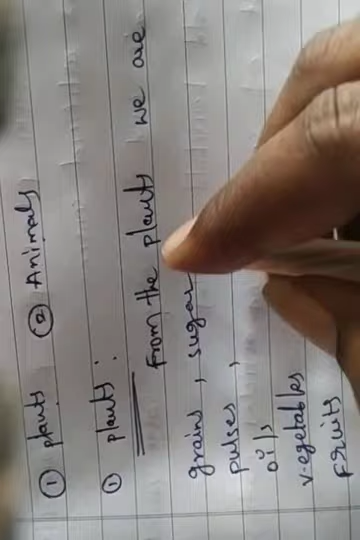 ① plants ② Animals
① plants :
From the plants we are
grains, sugar
pulses,
oils
vegetables
Fruits